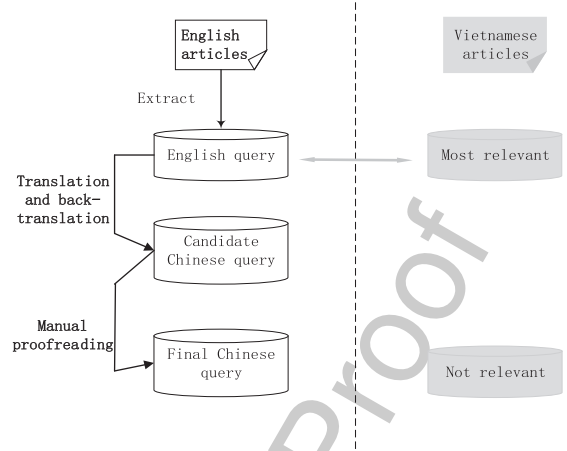 English
articles
Vietnamese
articles
Extract
English query
Most relevant
Translation
and back-
translation
Candidate
Chinese query
Manual
proofreading
Final Chinese
query
Not relevant
Proof